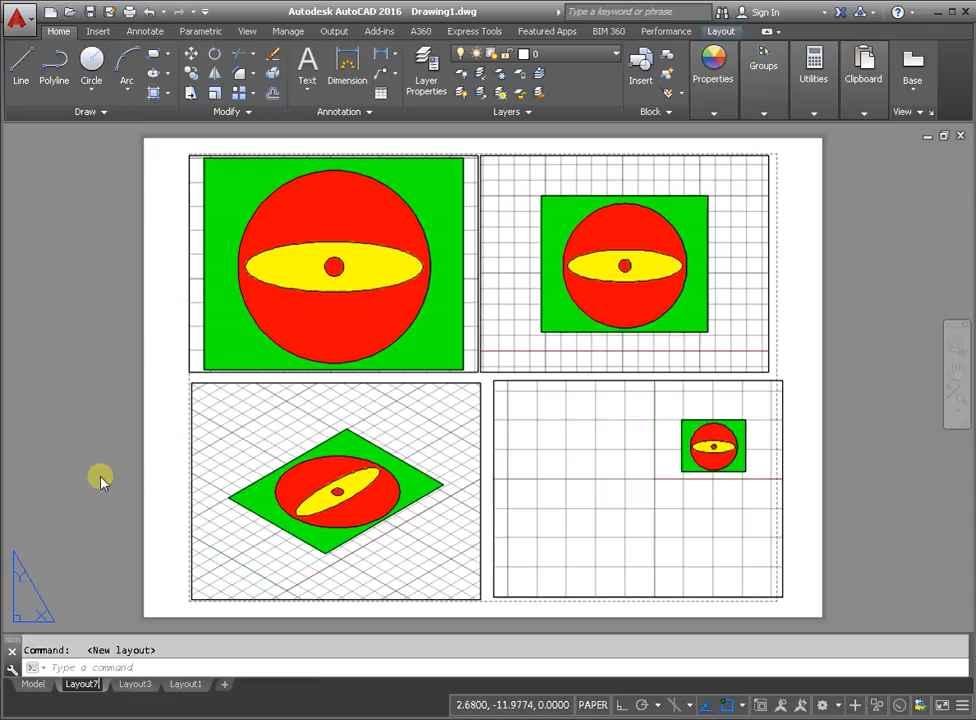 Autodesk AutoCAD 2016 Drawing1.dwg
Type a keyword or phrase
Sign In
Home Insert Annotate Parametric View Manage Output Add-ins A360 Express Tools Featured Apps BIM 360 Performance Layout
Line Polyline Circle Arc
Text Dimension
Layer Properties
0
Insert
Properties Groups Utilities Clipboard Base
Draw Modify Annotation Layers Block View
Y
X
Command: <New layout>
Type a command
Model Layout7 Layout3 Layout1 +
2.6800, -11.9774, 0.0000 PAPER